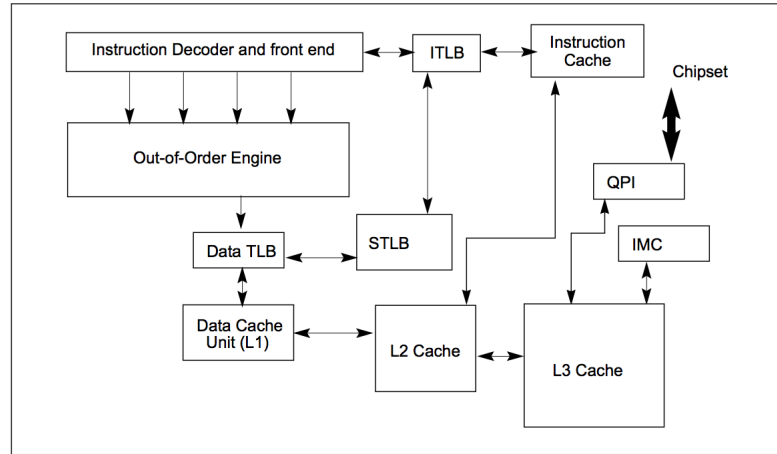 Instruction Decoder and front end
ITLB
Instruction
Cache
Chipset
Out-of-Order Engine
QPI
Data TLB
STLB
IMC
Data Cache
Unit (L1)
L2 Cache
L3 Cache